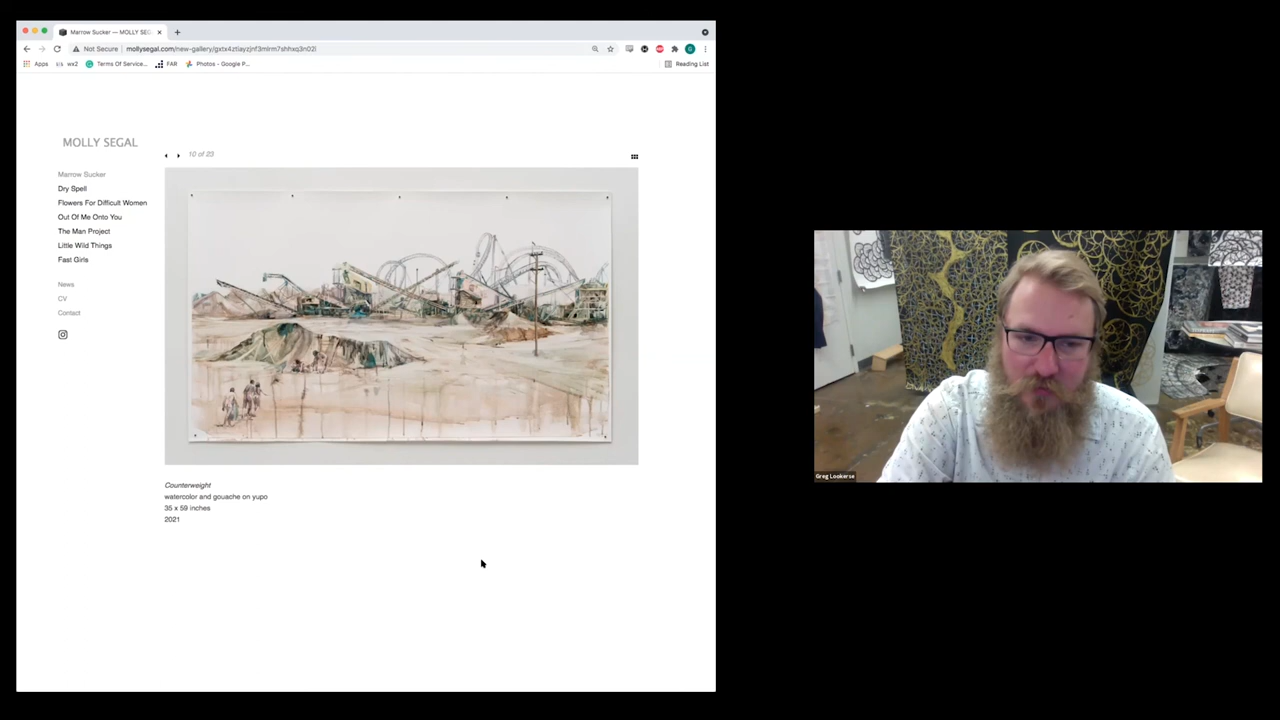 Marrow Sucker — MOLLY SEG
Not Secure | mollysegal.com/new-gallery/gxtx4ztlayzjnf3mlrm7shhxq3n02l
Apps wx2 Terms Of Service... FAR Photos - Google P... Reading List
MOLLY SEGAL
10 of 23
Marrow Sucker
Dry Spell
Flowers For Difficult Women
Out Of Me Onto You
The Man Project
Little Wild Things
Fast Girls
News
CV
Contact
Counterweight
watercolor and gouache on yupo
35 x 59 inches
2021
Greg Lookerse